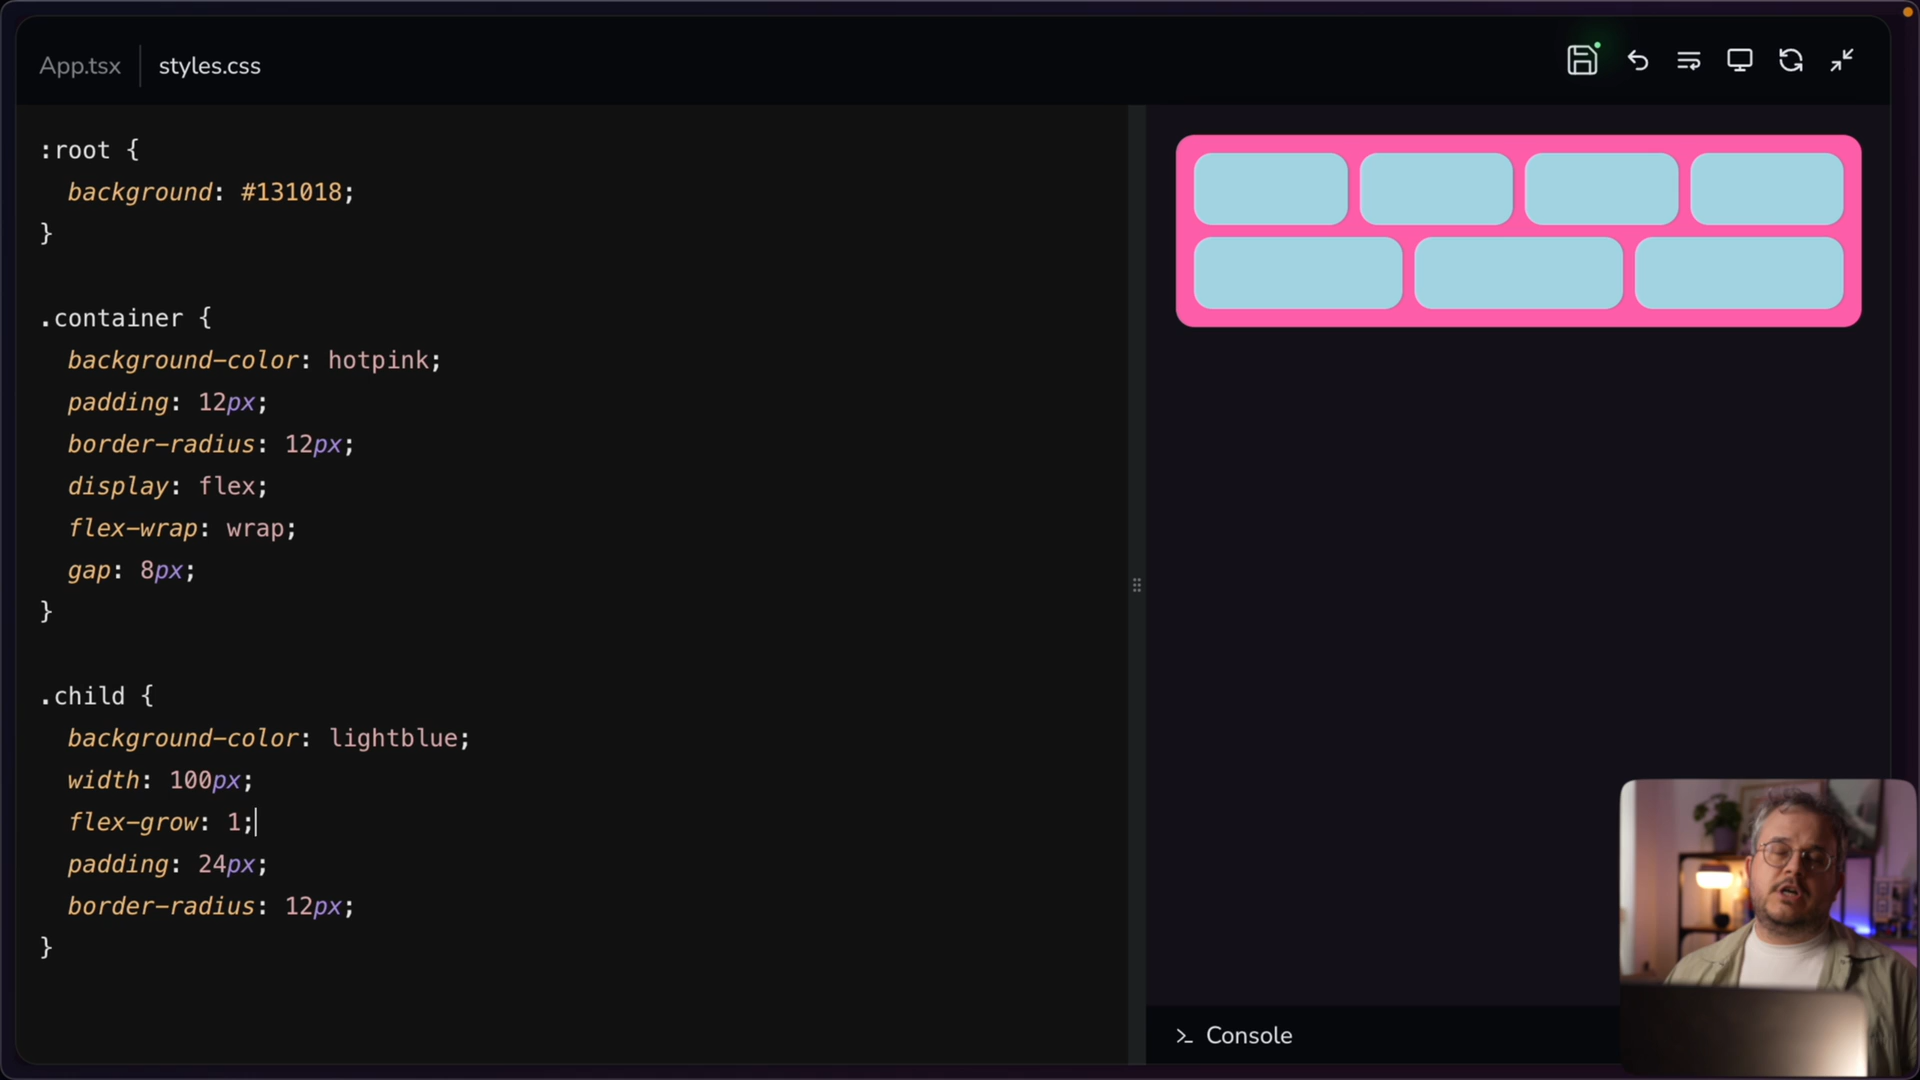 App.tsx
styles.css
:root {
background: #131018;
}
.container {
background-color: hotpink;
padding: 12px;
border-radius: 12px;
display: flex;
flex-wrap: wrap;
gap: 8px;
}
.child {
background-color: lightblue;
width: 100px;
flex-grow: 1;
padding: 24px;
border-radius: 12px;
}
Console